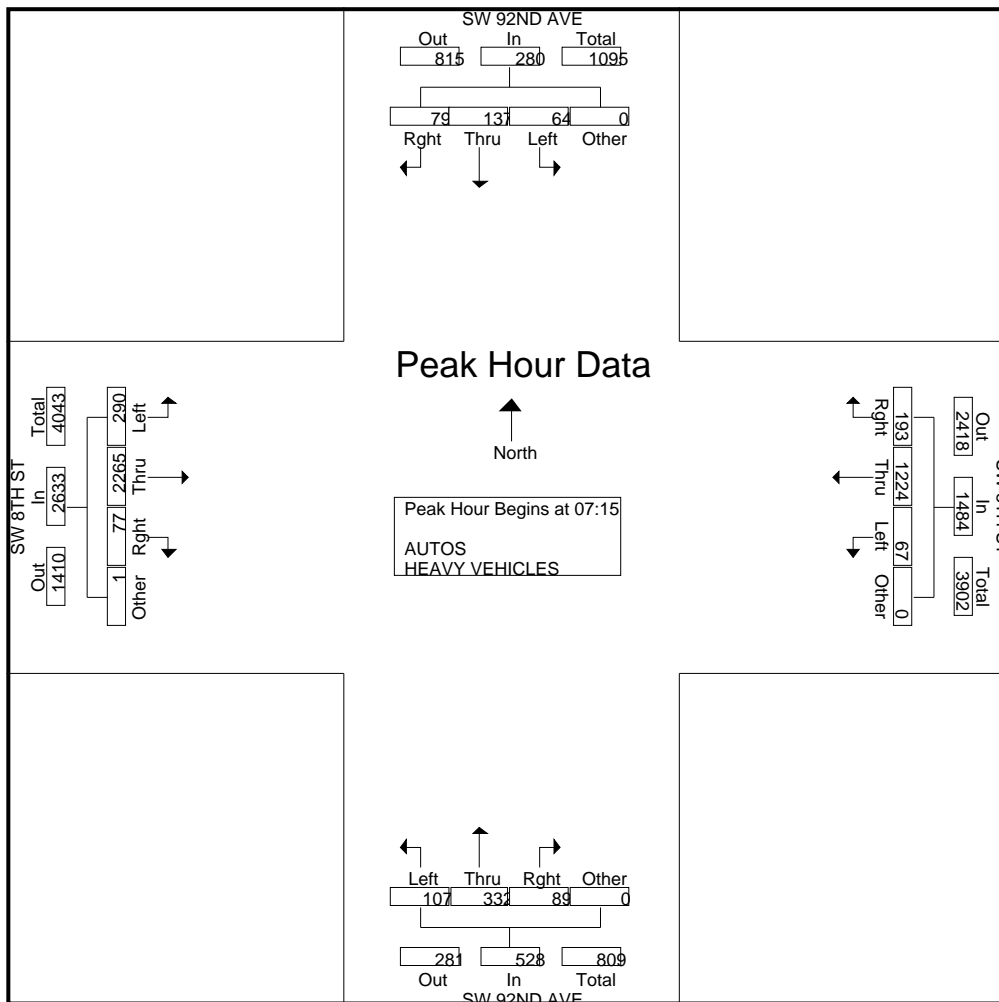 SW 92ND AVE
Out In Total
815 280 1095
79 137 64 0
Rght Thru Left Other
Peak Hour Data
North
Peak Hour Begins at 07:15
AUTOS
HEAVY VEHICLES
SW 8TH ST
Out In Total
1410 2633 4043
1 77 2265 290
Other Rght Thru Left
Out In Total
2418 1484 3902
193 1224 67 0
Rght Thru Left Other
Left Thru Rght Other
107 332 89 0
281 528 809
Out In Total
SW 92ND AVE